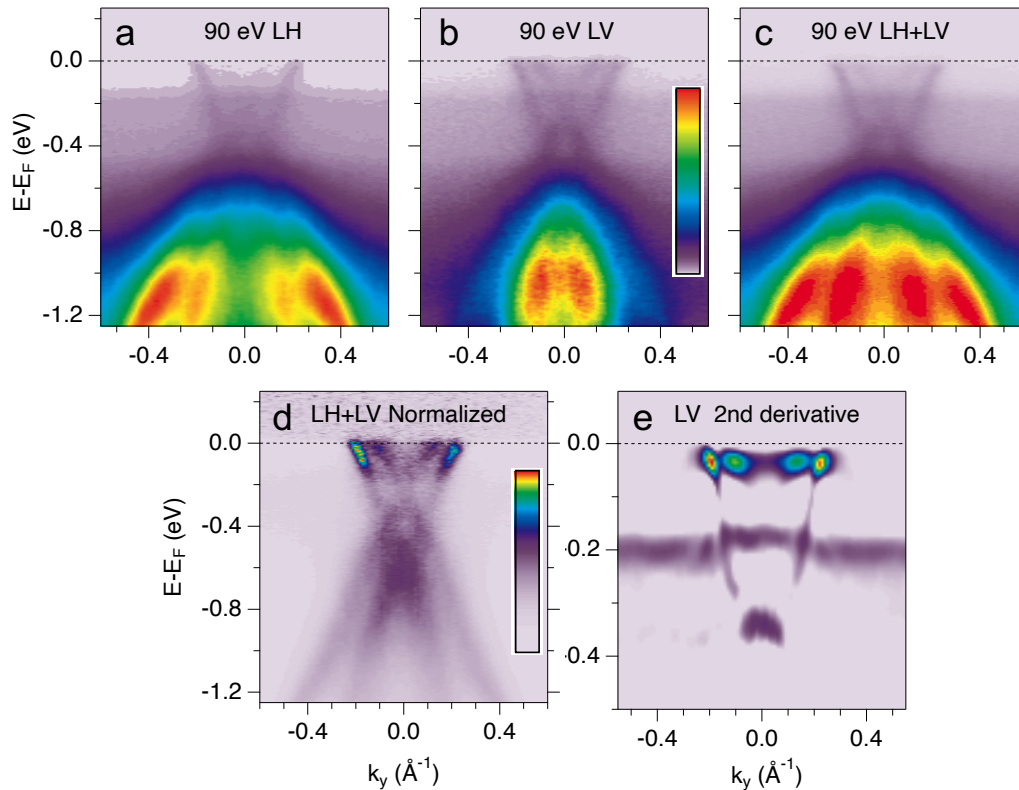 a 90 eV LH
b 90 eV LV
c 90 eV LH+LV
0.0
-0.4
-0.8
-1.2
E-E_F (eV)
-0.4 0.0 0.4
-0.4 0.0 0.4
-0.4 0.0 0.4
d LH+LV Normalized
0.0
-0.4
-0.8
-1.2
E-E_F (eV)
-0.4 0.0 0.4
k_y (Å⁻¹)
e LV 2nd derivative
0.0
-0.2
-0.4
-0.4 0.0 0.4
k_y (Å⁻¹)